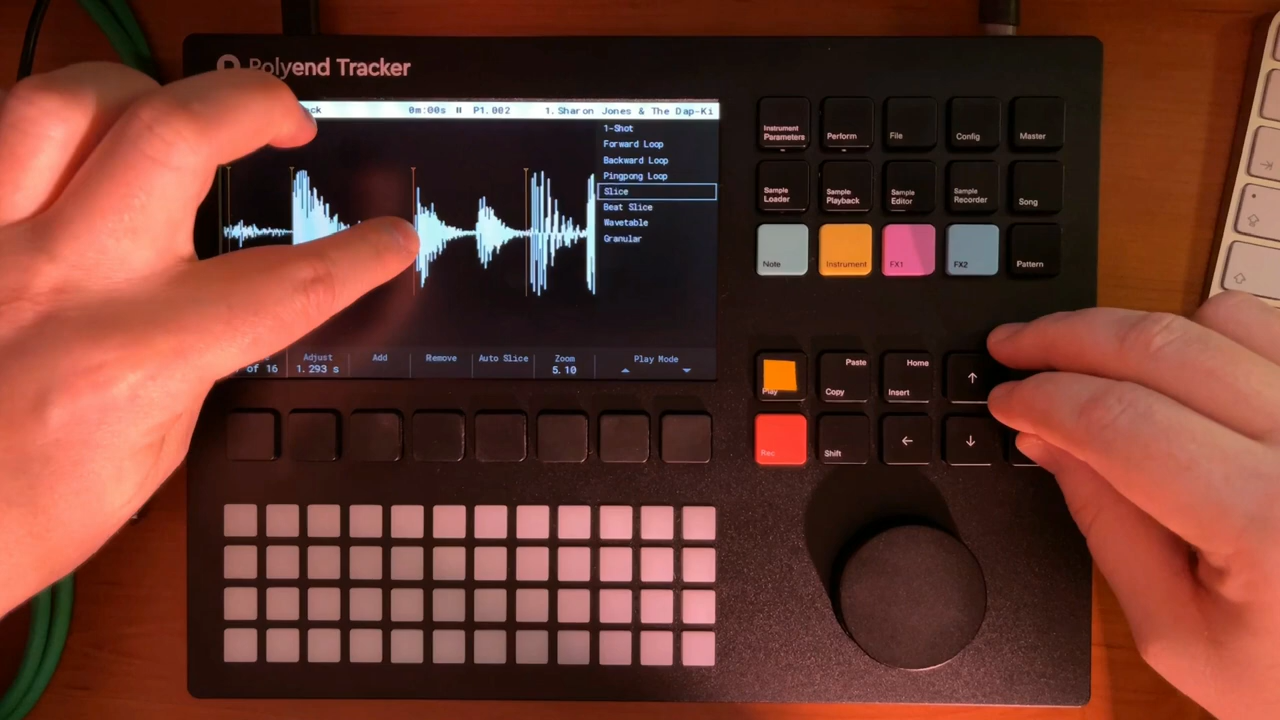 Polyend Tracker
0m:00s P1.002 1.Sharon Jones & The Dap-Ki
1-Shot
Forward Loop
Backward Loop
Pingpong Loop
Slice
Beat Slice
Wavetable
Granular
Adjust Add Remove Auto Slice Zoom Play Mode
of 16 1.293 s 5.10
Instrument Parameters
Perform
File
Config
Master
Sample Loader
Sample Playback
Sample Editor
Sample Recorder
Song
Note
Instrument
FX1
FX2
Pattern
Play
Paste
Copy
Home
Insert
↑
Rec
Shift
←
↓